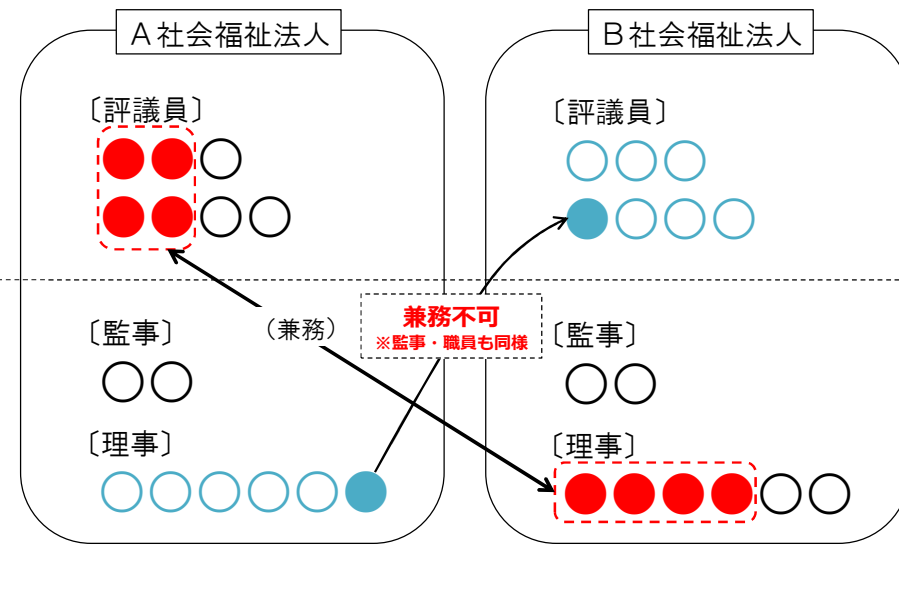 A社会福祉法人
B社会福祉法人
〔評議員〕
〔評議員〕
兼務不可
※監事・職員も同様
（兼務）
〔監事〕
〔監事〕
〔理事〕
〔理事〕